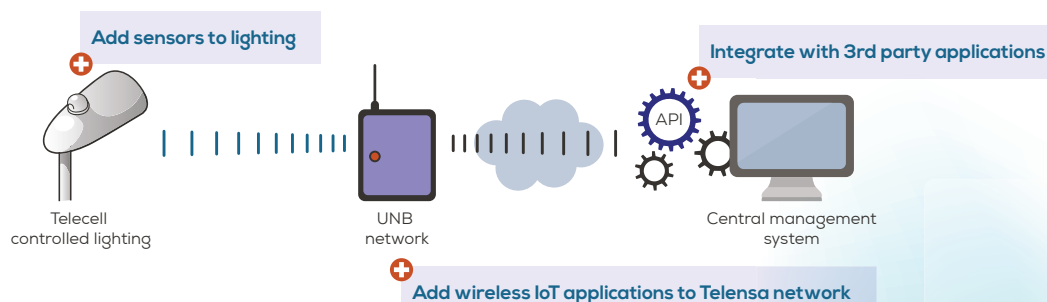 Add sensors to lighting
Integrate with 3rd party applications
API
Telecell
controlled lighting
UNB
network
Central management
system
Add wireless IoT applications to Telensa network